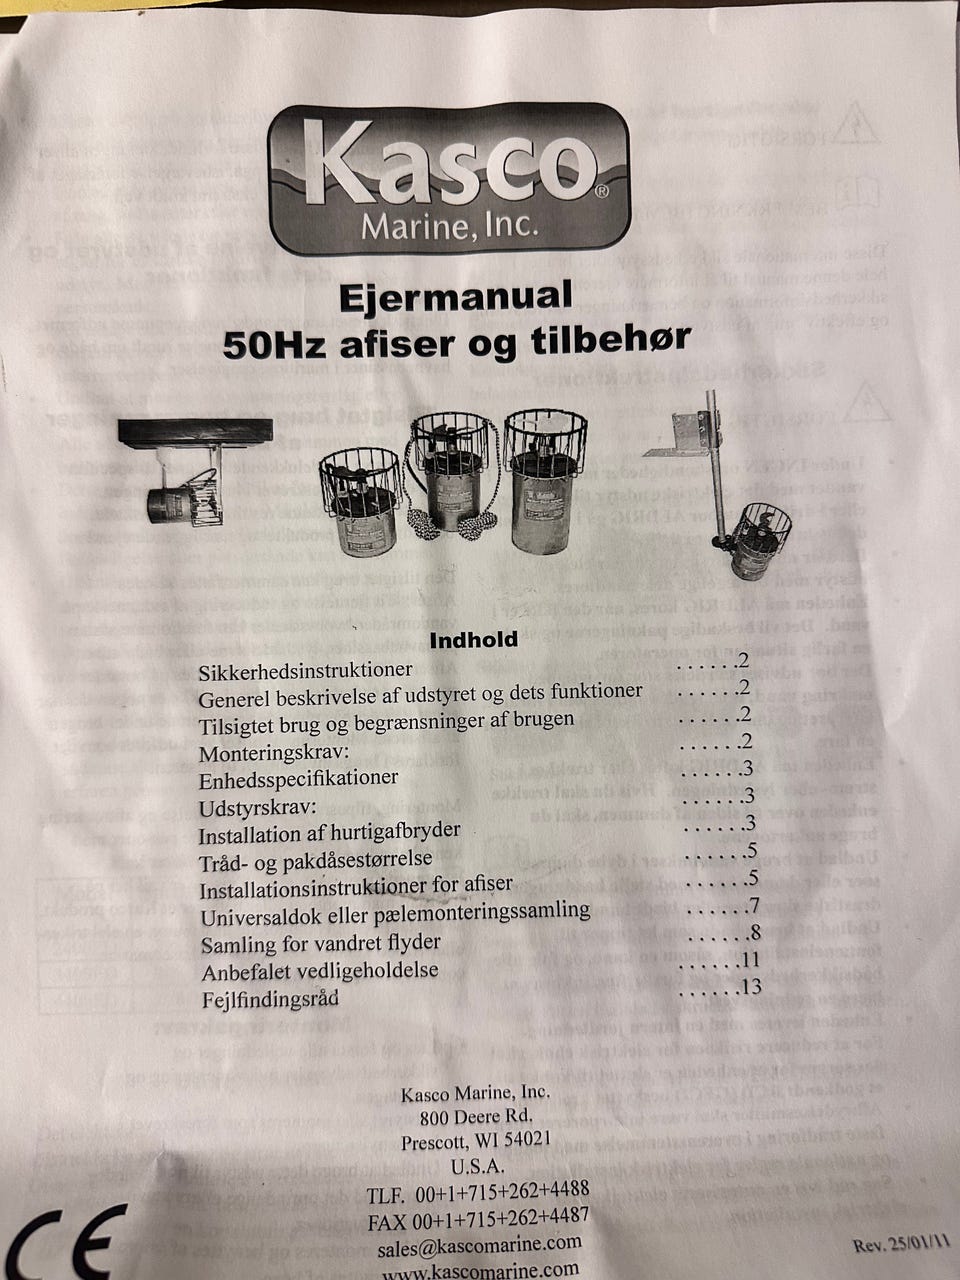 Kasco®
Marine, Inc.
Ejermanual
50Hz afiser og tilbehør
Indhold
Sikkerhedsinstruktioner ......2
Generel beskrivelse af udstyret og dets funktioner ......2
Tilsigtet brug og begrænsninger af brugen ......2
Monteringskrav: ......2
Enhedsspecifikationer ......3
Udstyrskrav: ......3
Installation af hurtigafbryder ......3
Tråd- og pakdåsestørrelse ......5
Installationsinstruktioner for afiser ......5
Universaldok eller pælemonteringssamling ......7
Samling for vandret flyder ......8
Anbefalet vedligeholdelse ......11
Fejlfindingsråd ......13
Kasco Marine, Inc.
800 Deere Rd.
Prescott, WI 54021
U.S.A.
TLF. 00+1+715+262+4488
FAX 00+1+715+262+4487
sales@kascomarine.com
www.kascomarine.com
CE
Rev. 25/01/11